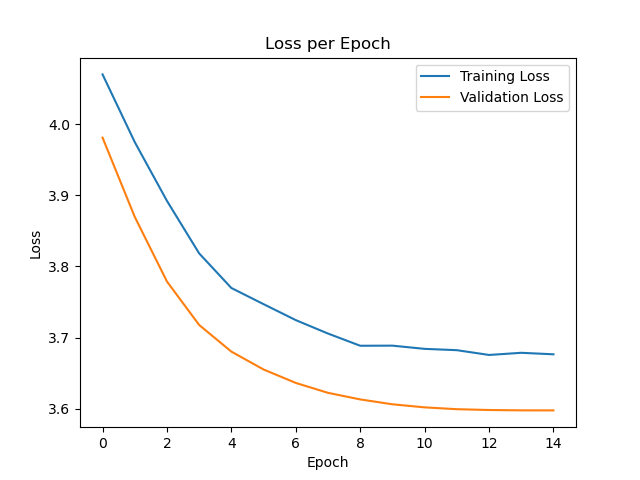 Loss per Epoch
Training Loss
Validation Loss
4.0
3.9
3.8
3.7
3.6
Loss
0 2 4 6 8 10 12 14
Epoch